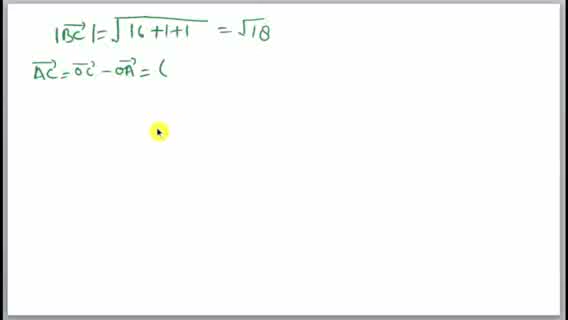 |BC⃗| = √16+1+1 = √18
AC⃗ = OC⃗ - OA⃗ = (